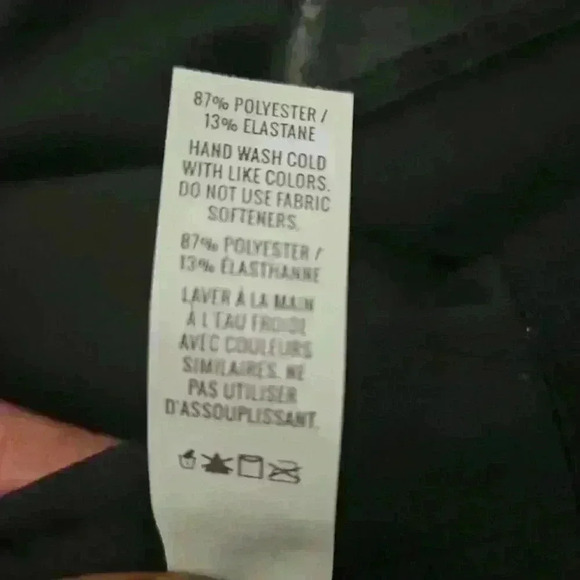 87% POLYESTER /
13% ELASTANE
HAND WASH COLD
WITH LIKE COLORS.
DO NOT USE FABRIC
SOFTENERS.
87% POLYESTER /
13% ÉLASTHANNE
LAVER À LA MAIN
À L'EAU FROIDE
AVEC COULEURS
SIMILAIRES. NE
PAS UTILISER
D'ASSOUPLISSANT.